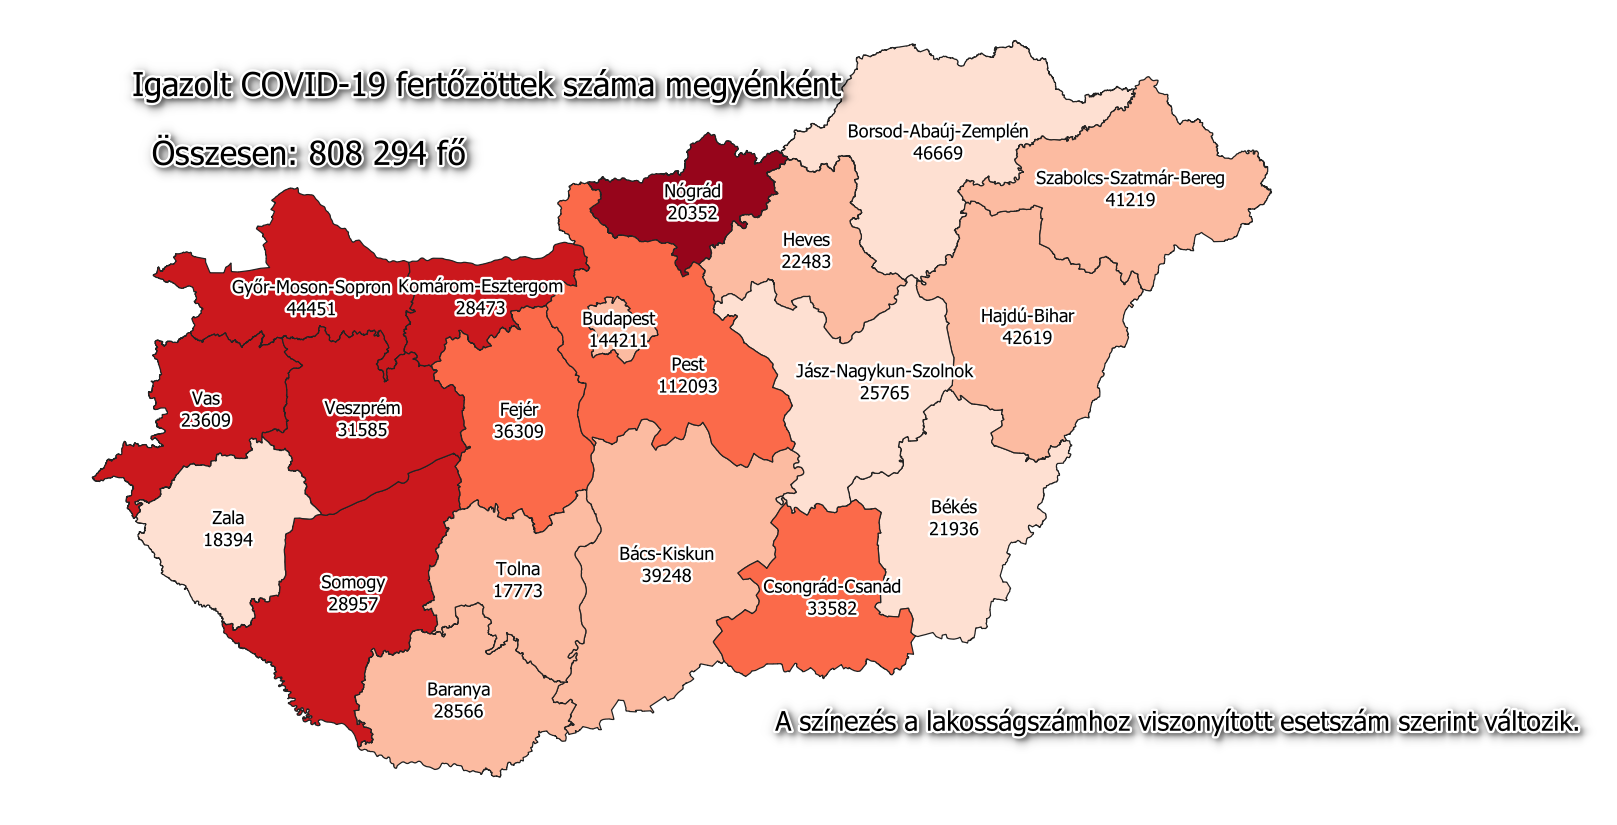 Igazolt COVID-19 fertőzöttek száma megyénként
Összesen: 808 294 fő
Borsod-Abaúj-Zemplén
46669
Szabolcs-Szatmár-Bereg
41219
Nógrád
20352
Heves
22483
Győr-Moson-Sopron
44451
Komárom-Esztergom
28473
Budapest
144211
Hajdú-Bihar
42619
Pest
112093
Jász-Nagykun-Szolnok
25765
Vas
23609
Veszprém
31585
Fejér
36309
Zala
18394
Békés
21936
Bács-Kiskun
39248
Tolna
17773
Somogy
28957
Csongrád-Csanád
33582
Baranya
28566
A színezés a lakosságszámhoz viszonyított esetszám szerint változik.